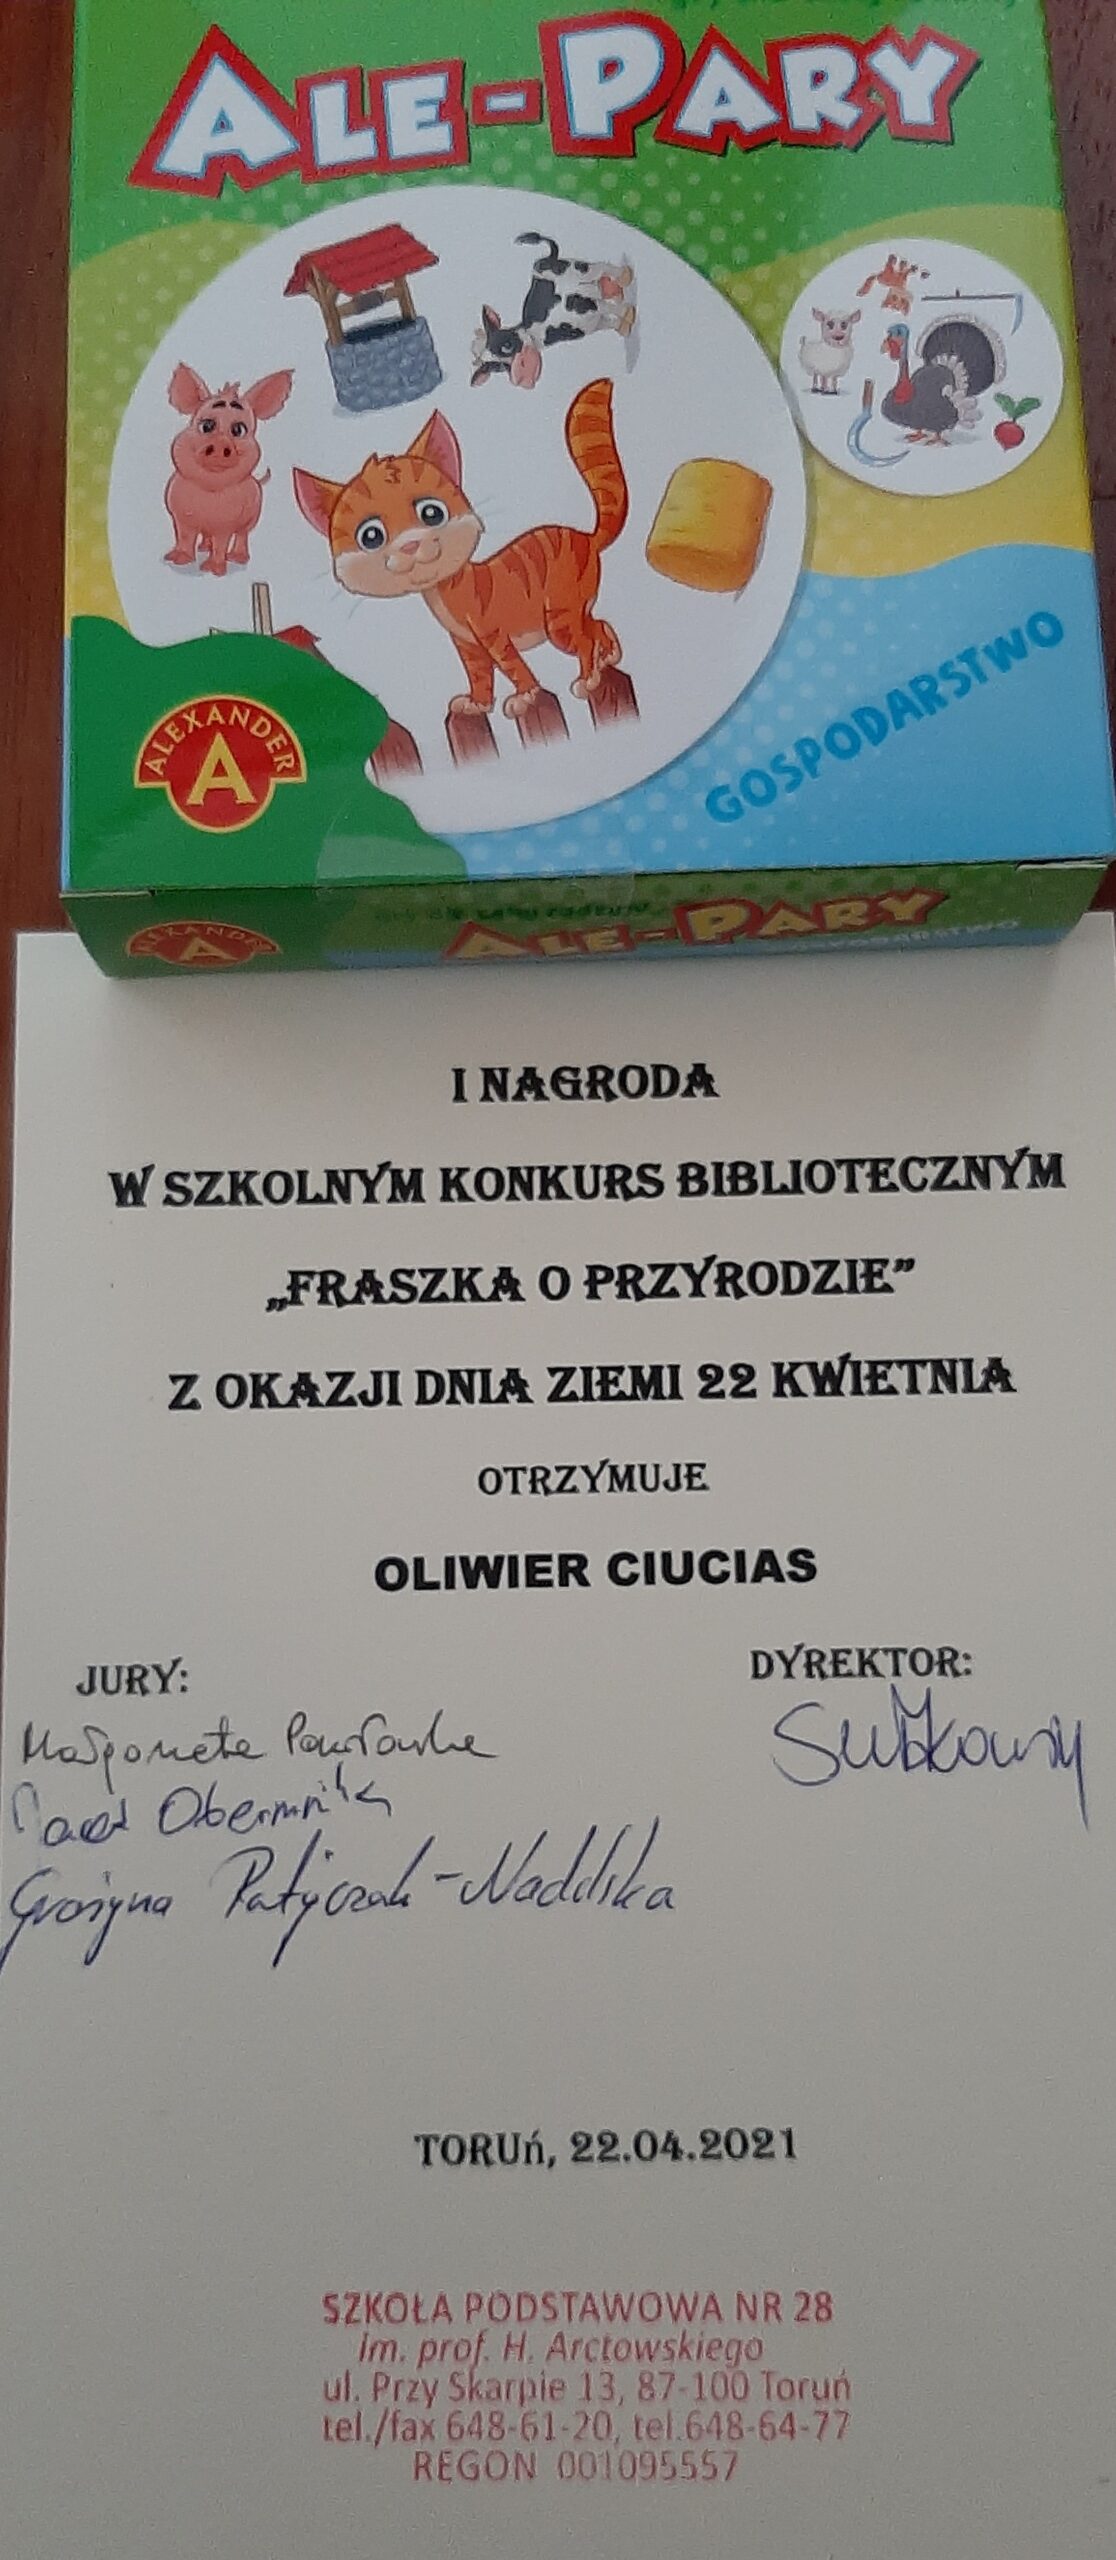 ALE-PARY
GOSPODARSTWO
ALEXANDER
A
ALEXANDER
A
ALE-PARY
GOSPODARSTWO
I NAGRODA
W SZKOLNYM KONKURS BIBLIOTECZNYM
„FRASZKA O PRZYRODZIE”
Z OKAZJI DNIA ZIEMI 22 KWIETNIA
OTRZYMUJE
OLIWIER CIUCIAS
JURY:
DYREKTOR:
Małgorzata Pawłowska
Grażyna Patyczak-
TORUń, 22.04.2021
SZKOŁA PODSTAWOWA NR 28
im. prof. H. Arctowskiego
ul. Przy Skarpie 13, 87-100 Toruń
tel./fax 648-61-20, tel.648-64-77
REGON 001095557